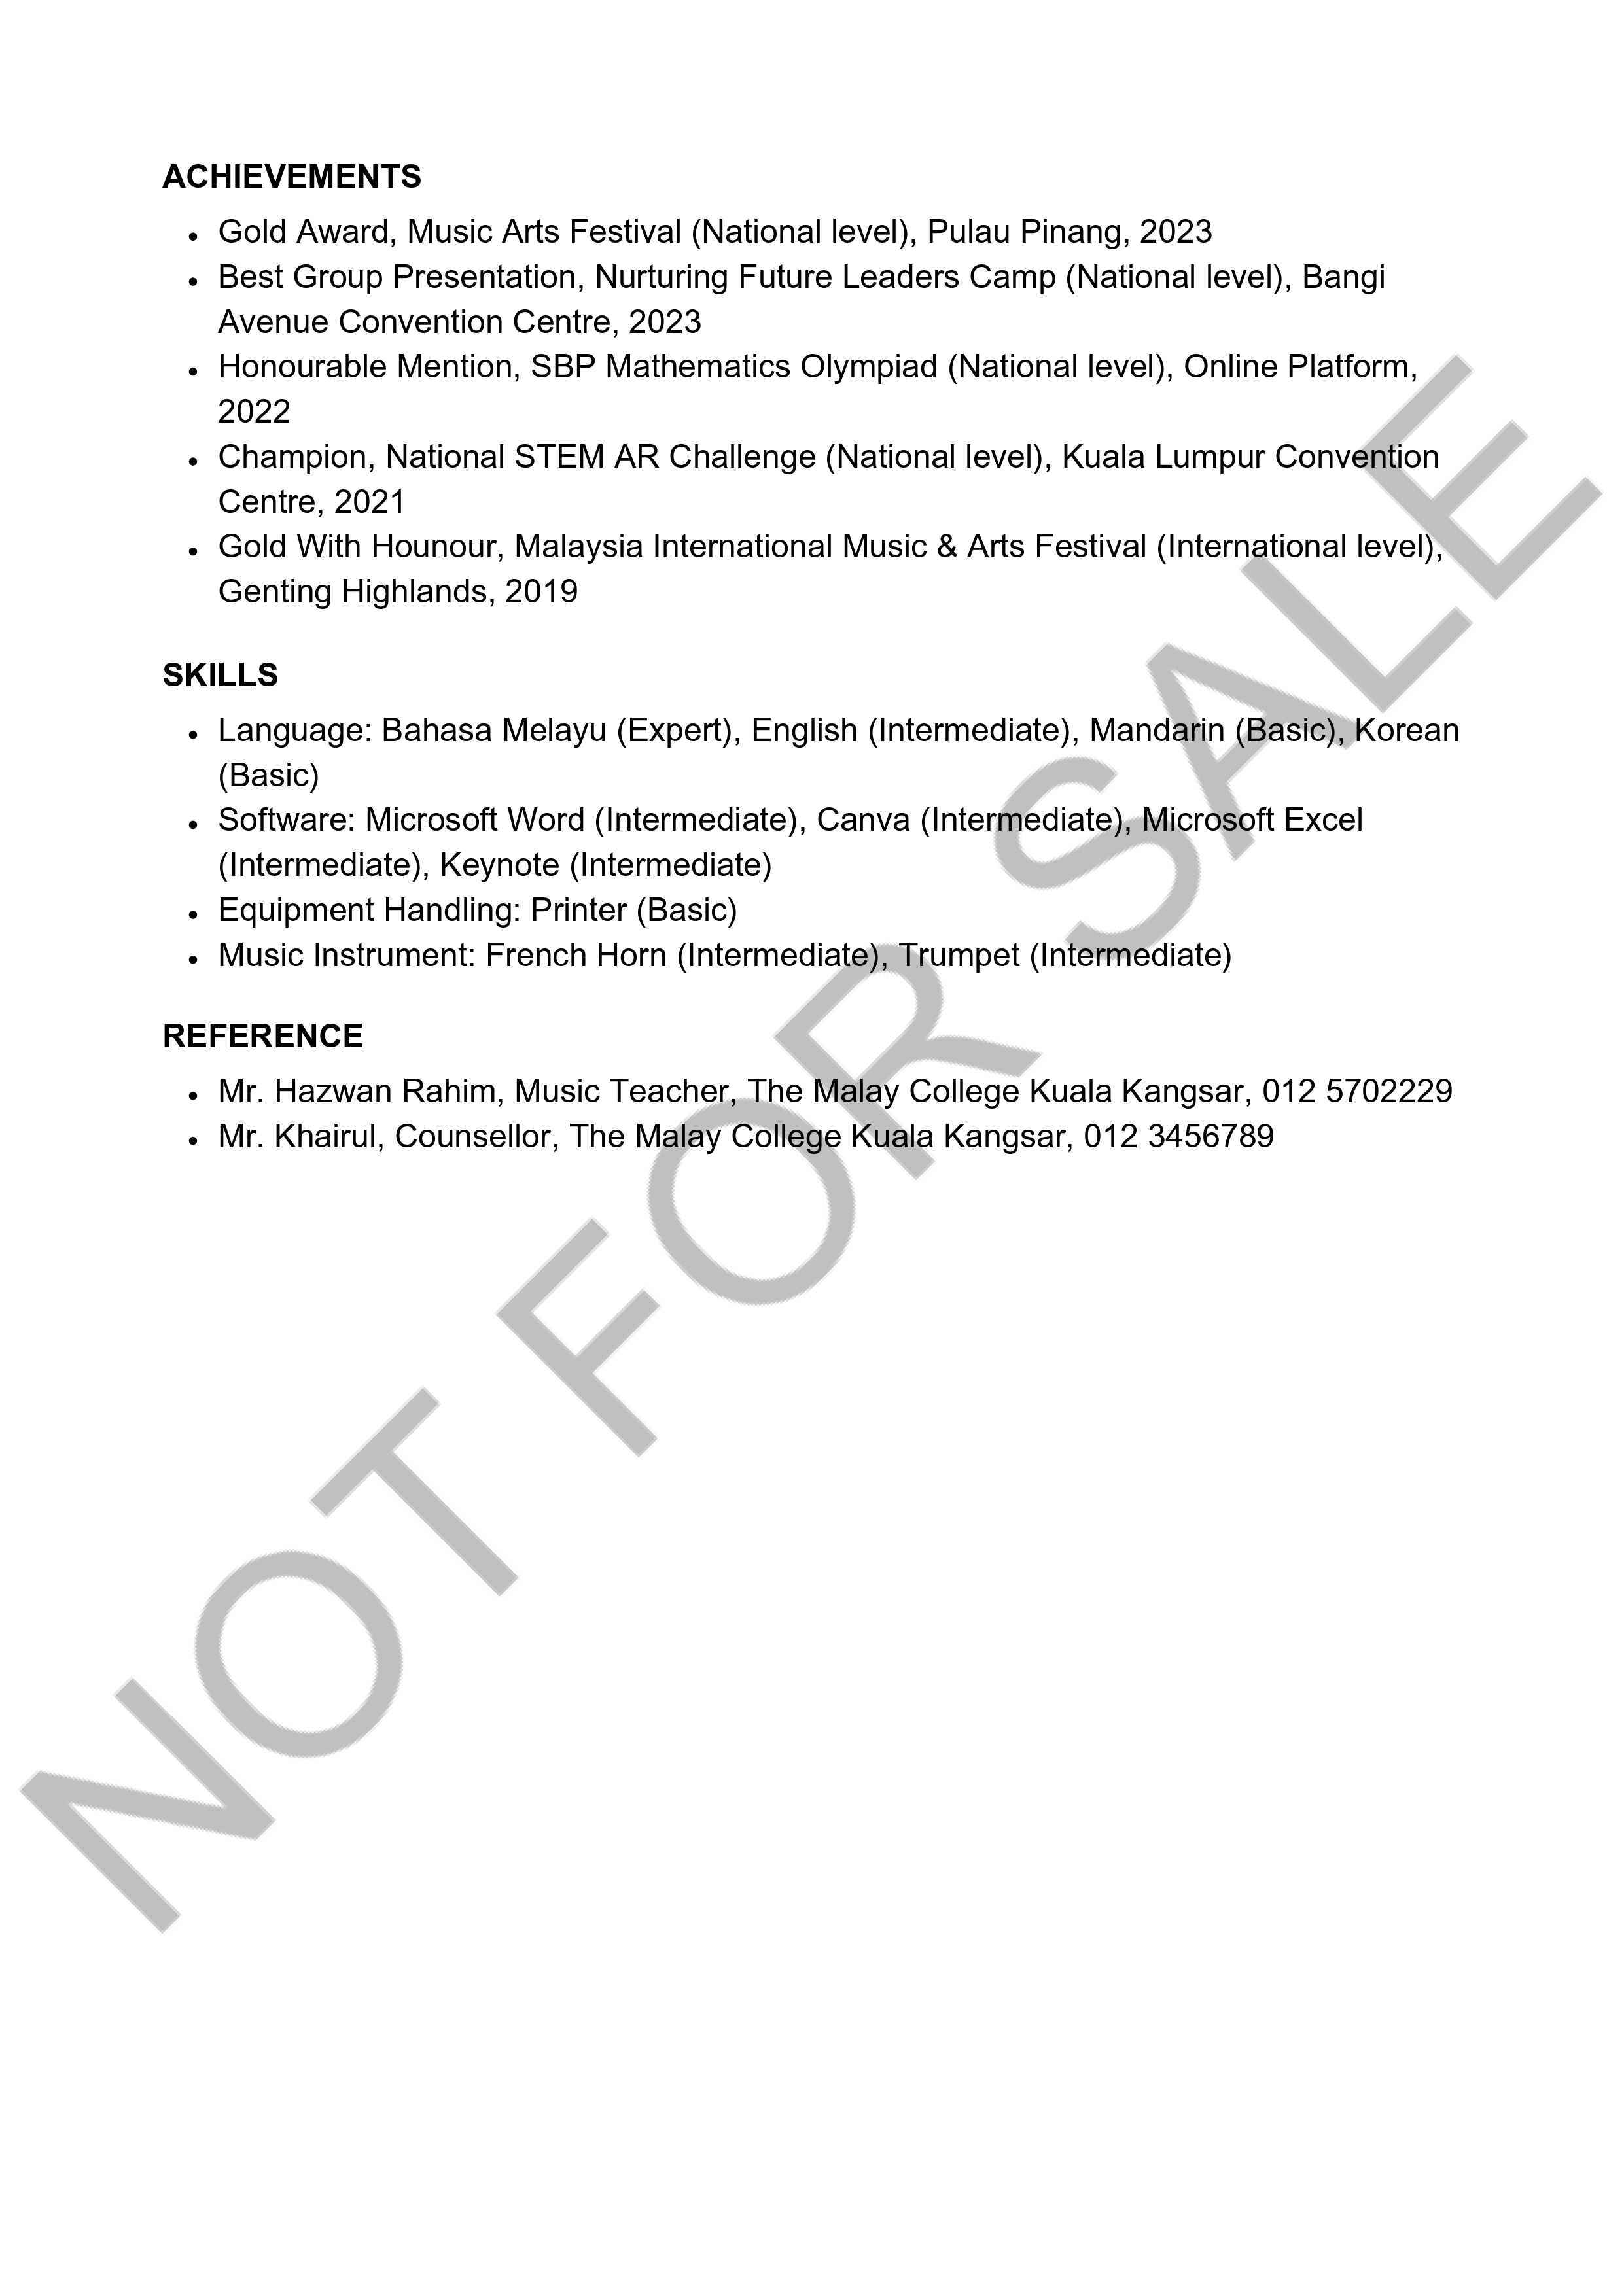 ACHIEVEMENTS
• Gold Award, Music Arts Festival (National level), Pulau Pinang, 2023
• Best Group Presentation, Nurturing Future Leaders Camp (National level), Bangi
Avenue Convention Centre, 2023
• Honourable Mention, SBP Mathematics Olympiad (National level), Online Platform,
2022
• Champion, National STEM AR Challenge (National level), Kuala Lumpur Convention
Centre, 2021
• Gold With Hounour, Malaysia International Music & Arts Festival (International level),
Genting Highlands, 2019
SKILLS
• Language: Bahasa Melayu (Expert), English (Intermediate), Mandarin (Basic), Korean
(Basic)
• Software: Microsoft Word (Intermediate), Canva (Intermediate), Microsoft Excel
(Intermediate), Keynote (Intermediate)
• Equipment Handling: Printer (Basic)
• Music Instrument: French Horn (Intermediate), Trumpet (Intermediate)
REFERENCE
• Mr. Hazwan Rahim, Music Teacher, The Malay College Kuala Kangsar, 012 5702229
• Mr. Khairul, Counsellor, The Malay College Kuala Kangsar, 012 3456789
NOT FOR SALE